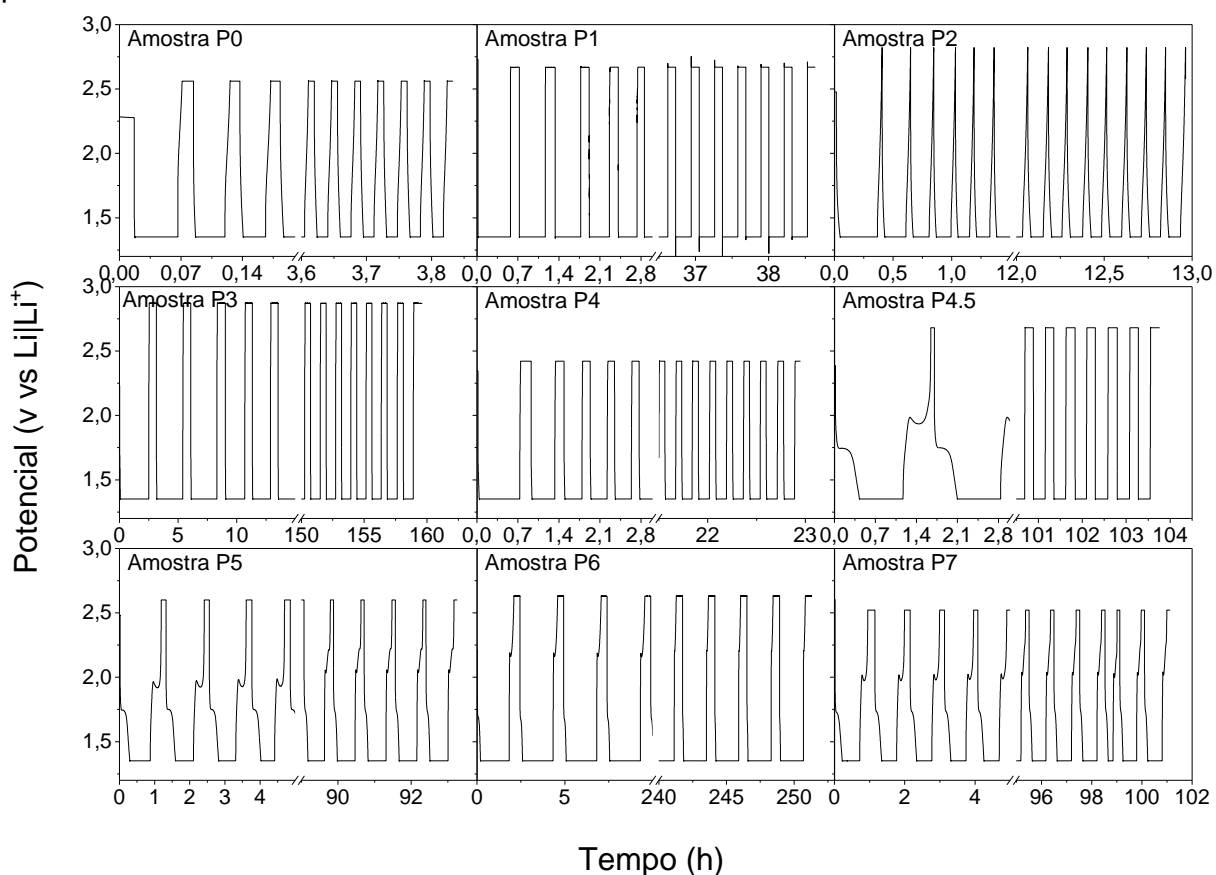 3,0 Amostra P0 Amostra P1 Amostra P2
2,5
2,0
1,5
0,00 0,07 0,14 3,6 3,7 3,8 0,0 0,7 1,4 2,1 2,8 37 38 0,0 0,5 1,0 12,0 12,5 13,0
3,0 Amostra P3 Amostra P4 Amostra P4.5
2,5
2,0
1,5
0 5 10 150 155 160 0,0 0,7 1,4 2,1 2,8 22 23 0,0 0,7 1,4 2,1 2,8 101 102 103 104
3,0 Amostra P5 Amostra P6 Amostra P7
2,5
2,0
1,5
0 1 2 3 4 90 92 0 5 240 245 250 0 2 4 96 98 100 102
Potencial (v vs Li|Li⁺)
Tempo (h)